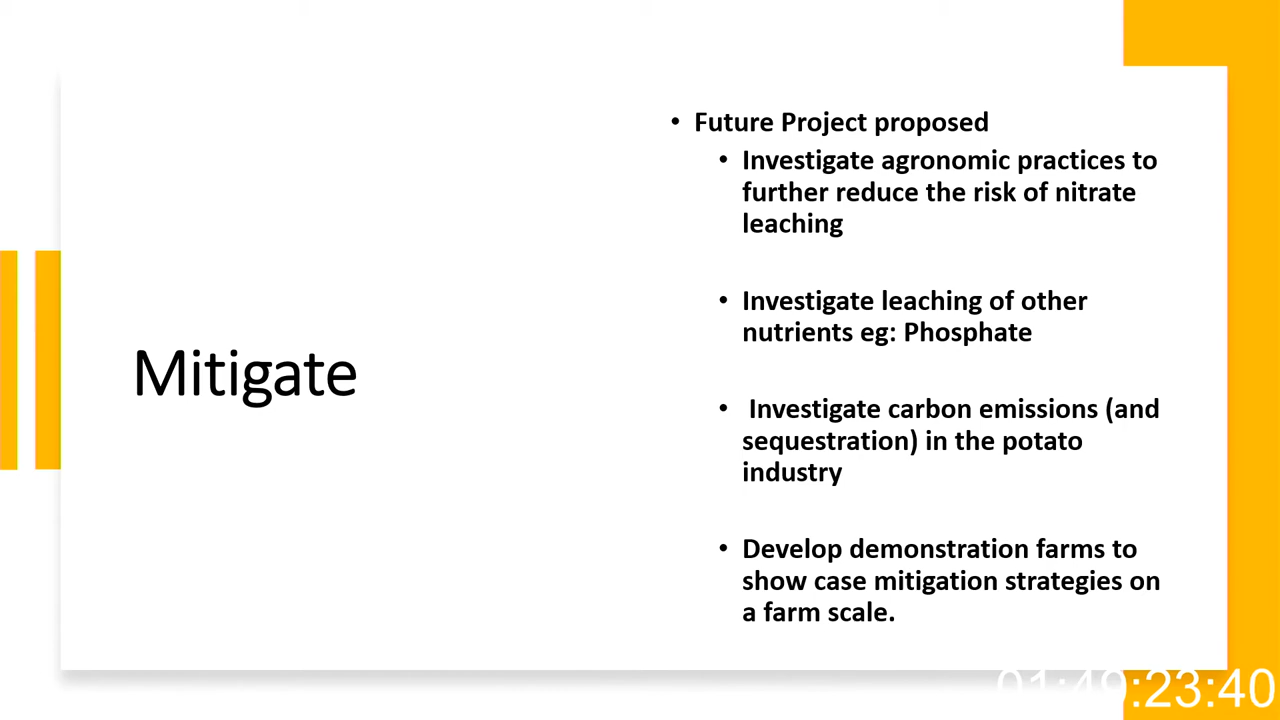 Mitigate
• Future Project proposed
• Investigate agronomic practices to
further reduce the risk of nitrate
leaching
• Investigate leaching of other
nutrients eg: Phosphate
• Investigate carbon emissions (and
sequestration) in the potato
industry
• Develop demonstration farms to
show case mitigation strategies on
a farm scale.
01:49:23:40